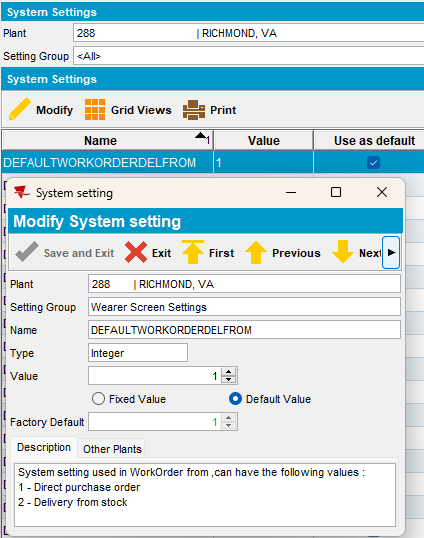 System Settings
Plant 288 | RICHMOND, VA
Setting Group <All>
System Settings
Modify Grid Views Print
Name 1 Value Use as default
DEFAULTWORKORDERDELFROM 1
System setting
Modify System setting
Save and Exit Exit First Previous Next
Plant 288 | RICHMOND, VA
Setting Group Wearer Screen Settings
Name DEFAULTWORKORDERDELFROM
Type Integer
Value 1
Fixed Value Default Value
Factory Default 1
Description Other Plants
System setting used in WorkOrder from ,can have the following values :
1 - Direct purchase order
2 - Delivery from stock